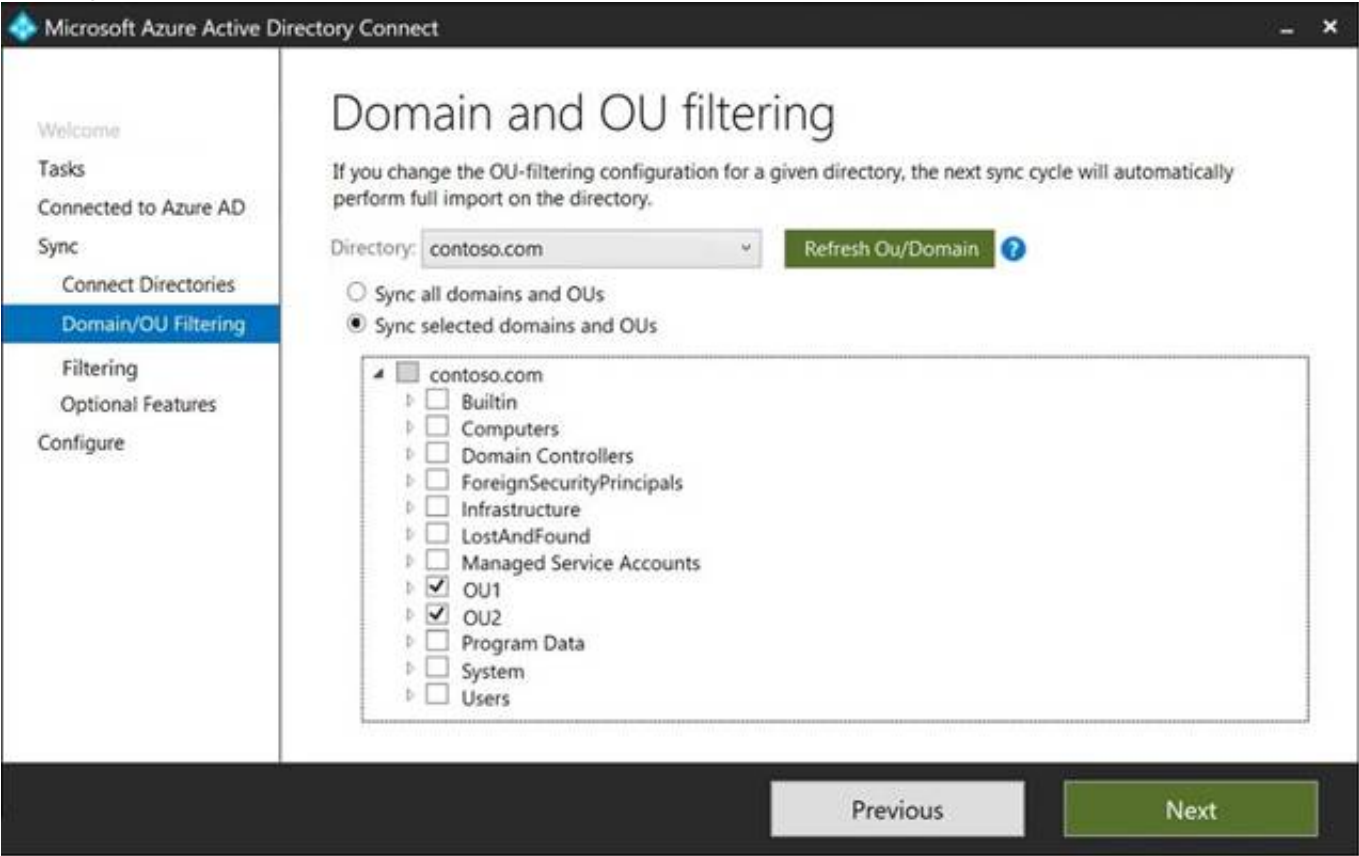 Microsoft Azure Active Directory Connect
Welcome
Tasks
Connected to Azure AD
Sync
Connect Directories
Domain/OU Filtering
Filtering
Optional Features
Configure
Domain and OU filtering
If you change the OU-filtering configuration for a given directory, the next sync cycle will automatically
perform full import on the directory.
Directory: contoso.com Refresh Ou/Domain ?
Sync all domains and OUs
Sync selected domains and OUs
contoso.com
Builtin
Computers
Domain Controllers
ForeignSecurityPrincipals
Infrastructure
LostAndFound
Managed Service Accounts
OU1
OU2
Program Data
System
Users
Previous Next